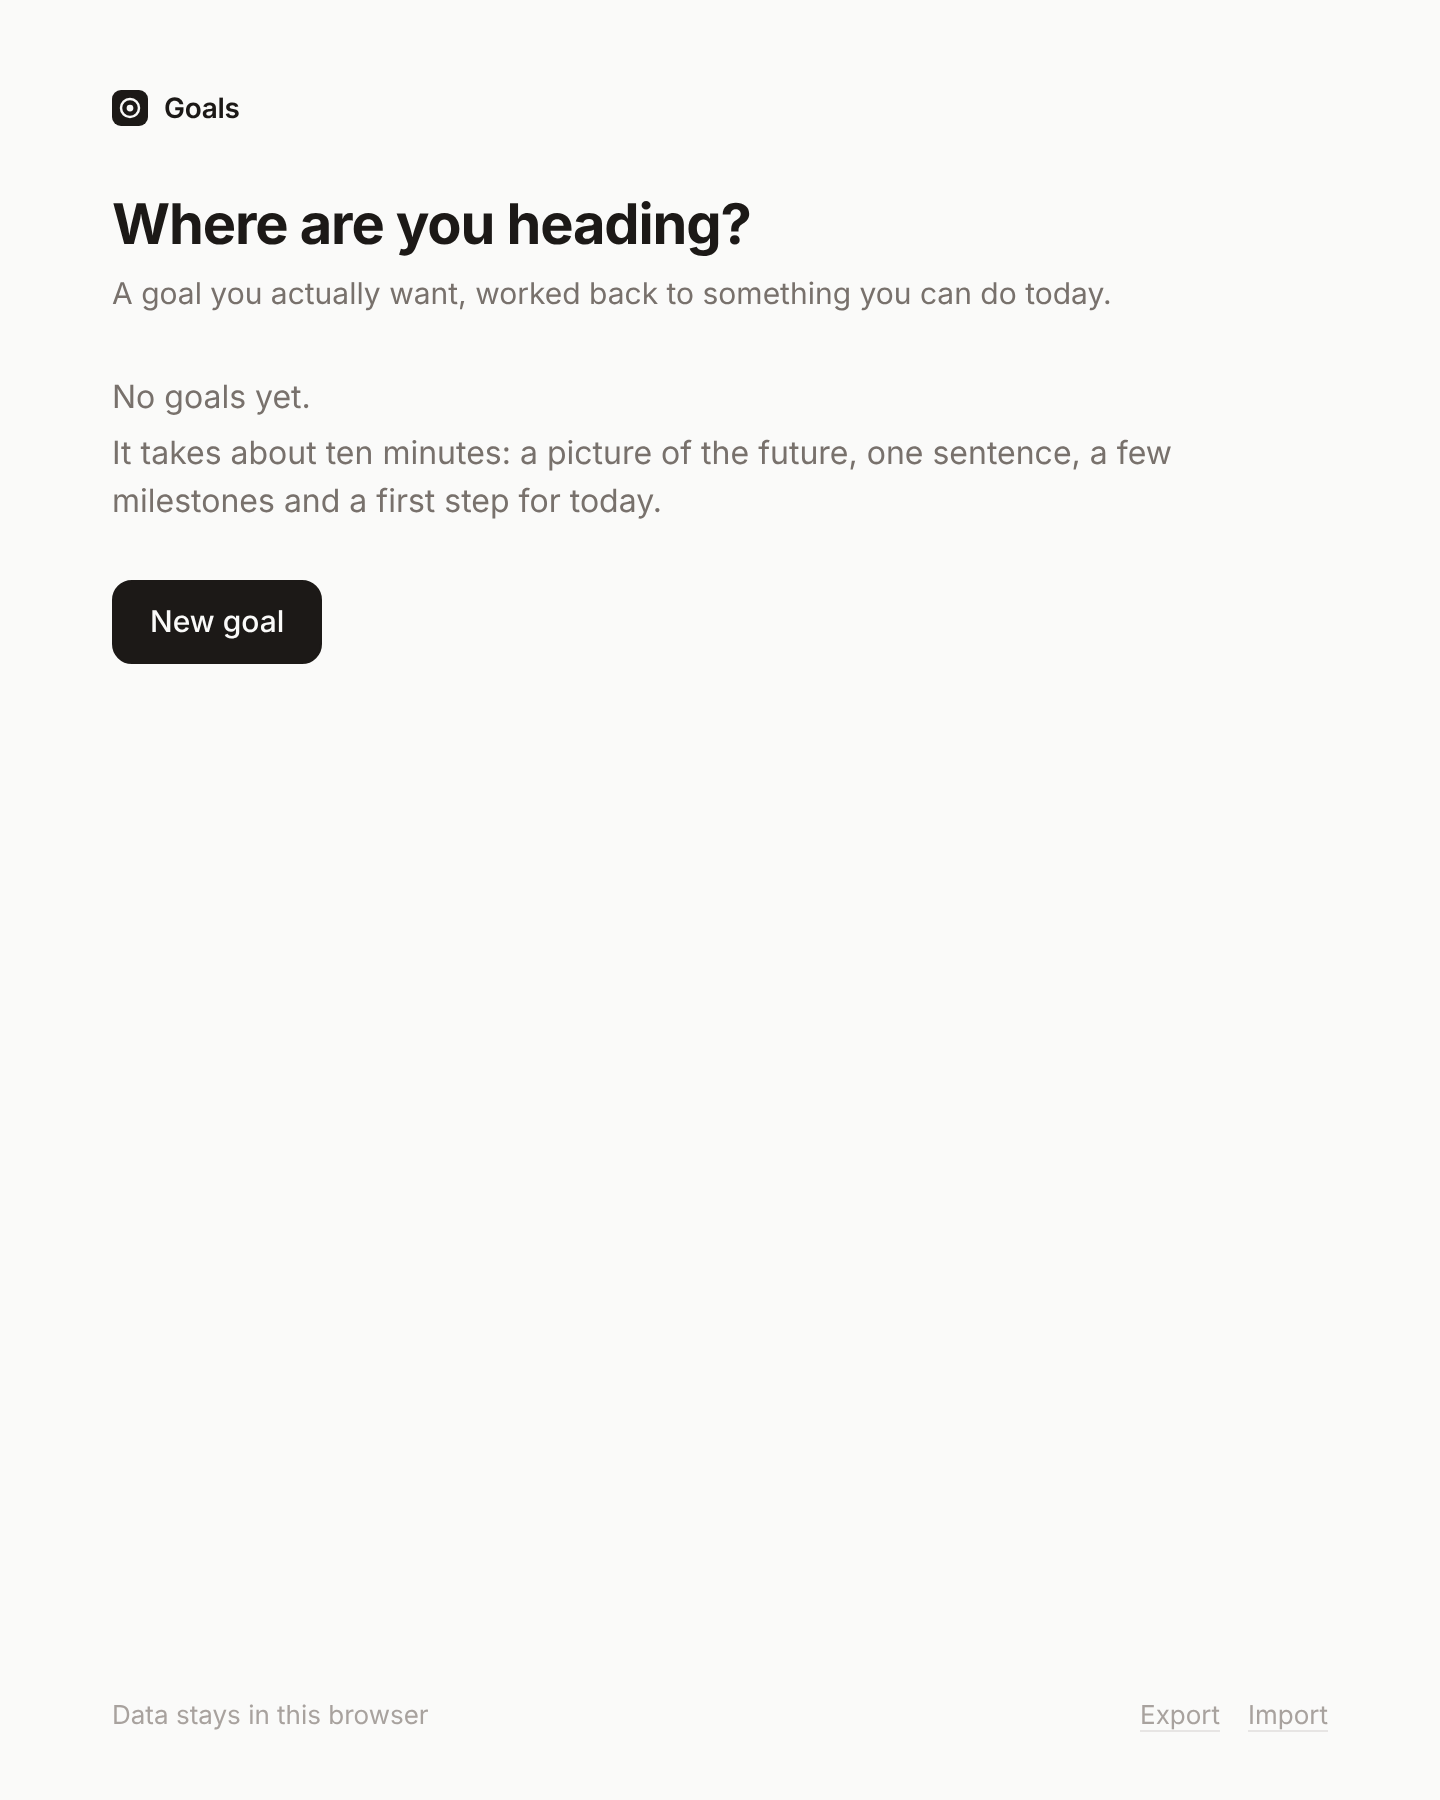 Goals
Where are you heading?
A goal you actually want, worked back to something you can do today.
No goals yet.
It takes about ten minutes: a picture of the future, one sentence, a few
milestones and a first step for today.
New goal
Data stays in this browser
Export Import